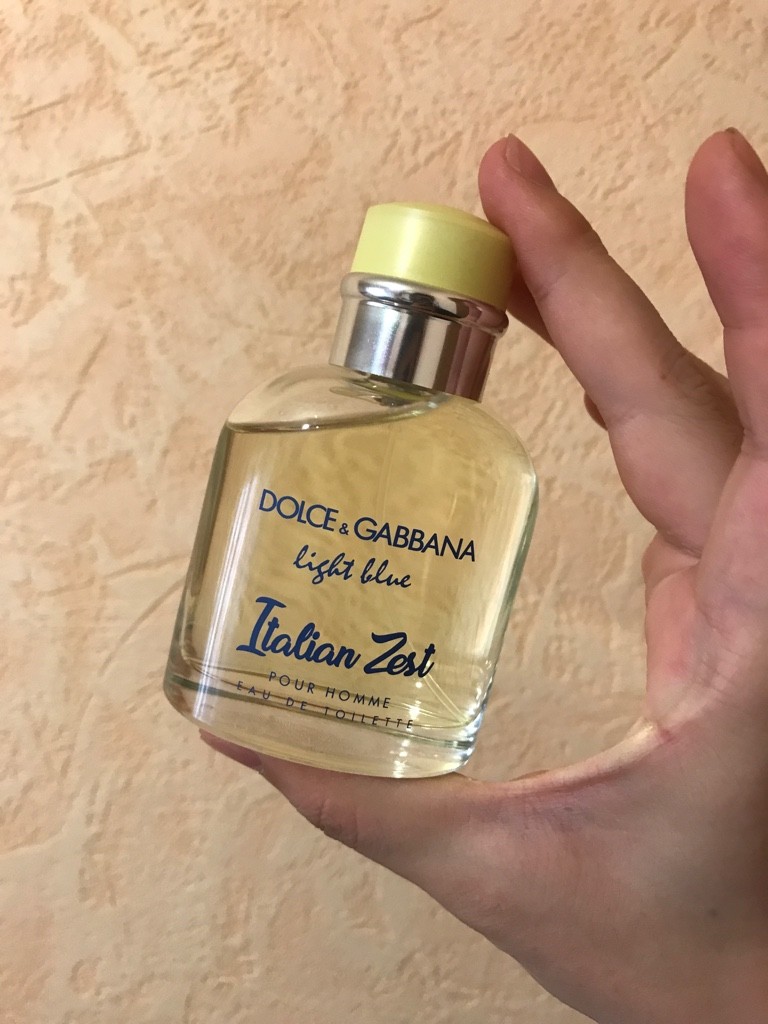 DOLCE & GABBANA
light blue
Italian Zest
POUR HOMME
EAU DE TOILETTE